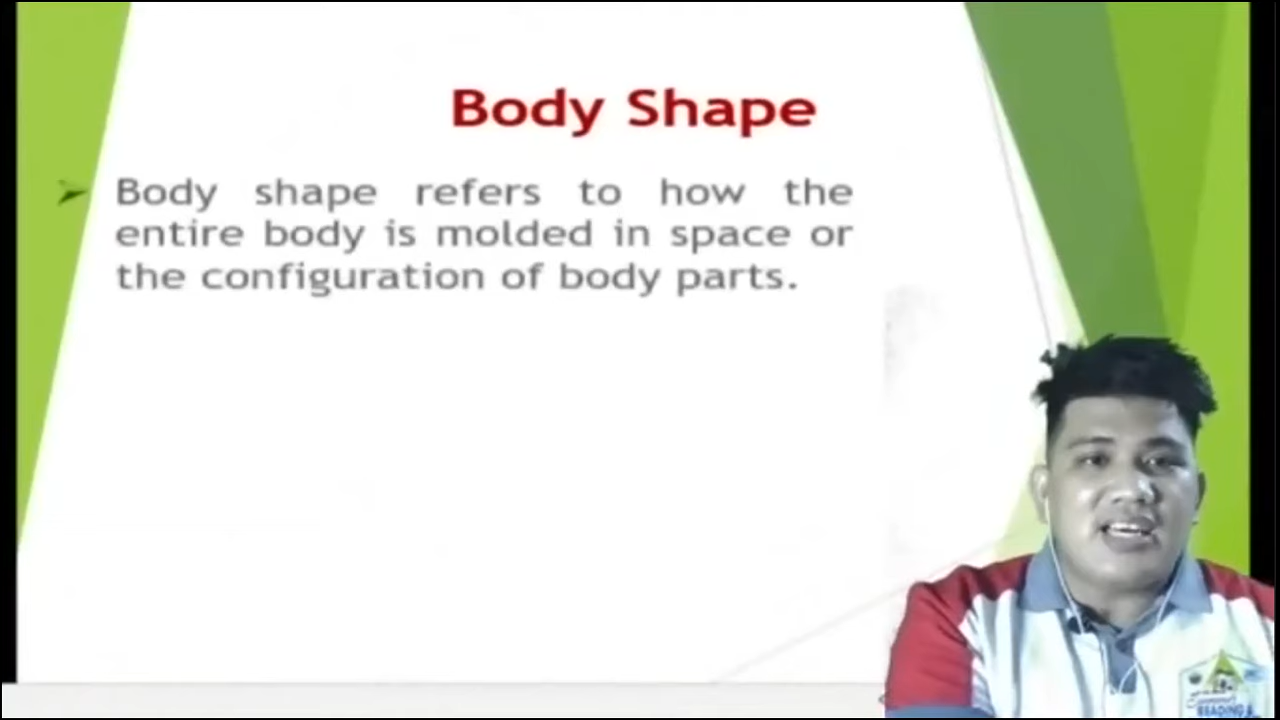 Body Shape
Body shape refers to how the
entire body is molded in space or
the configuration of body parts.